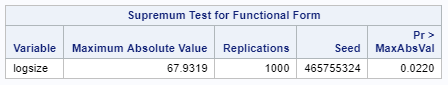 Supremum Test for Functional Form
Variable Maximum Absolute Value Replications Seed Pr >
MaxAbsVal
logsize 67.9319 1000 465755324 0.0220